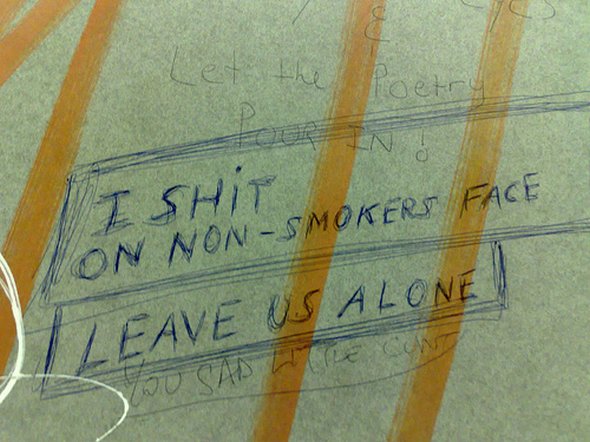 &
Let the Poetry
POUR IN!
I SHiT
ON NON-SMOKERS FACE
LEAVE US ALONE
YOU SAD LITTLE CUNT